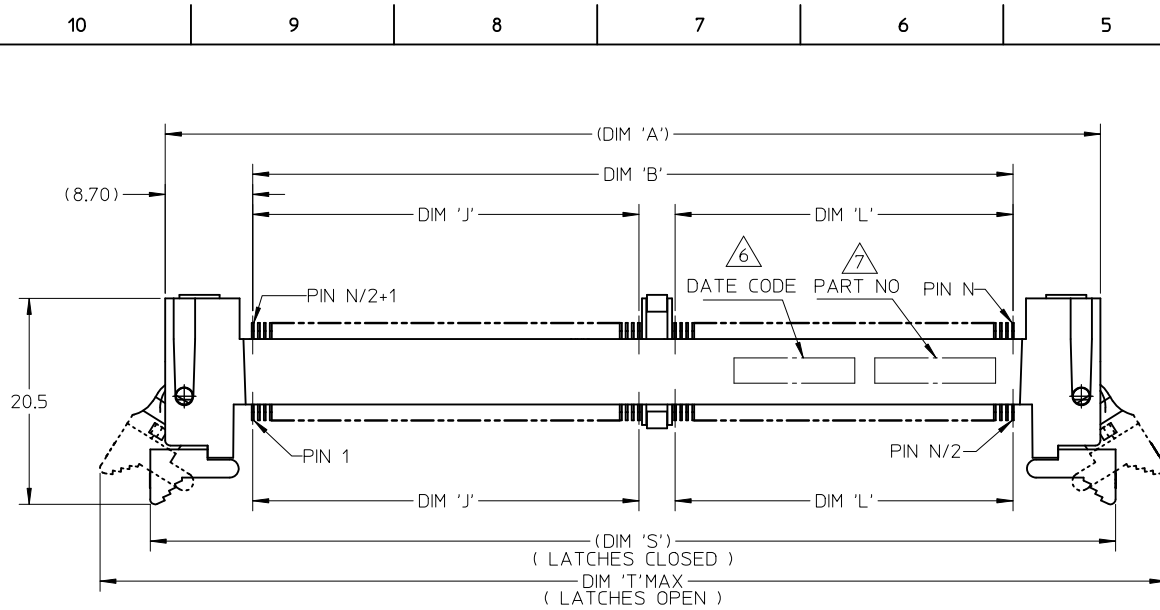 10 9 8 7 6 5
(DIM 'A')
DIM 'B'
(8.70)
DIM 'J' DIM 'L'
6 7
DATE CODE PART NO PIN N
PIN N/2+1
20.5
PIN 1 PIN N/2
DIM 'J' DIM 'L'
(DIM 'S')
( LATCHES CLOSED )
DIM 'T'MAX
( LATCHES OPEN )